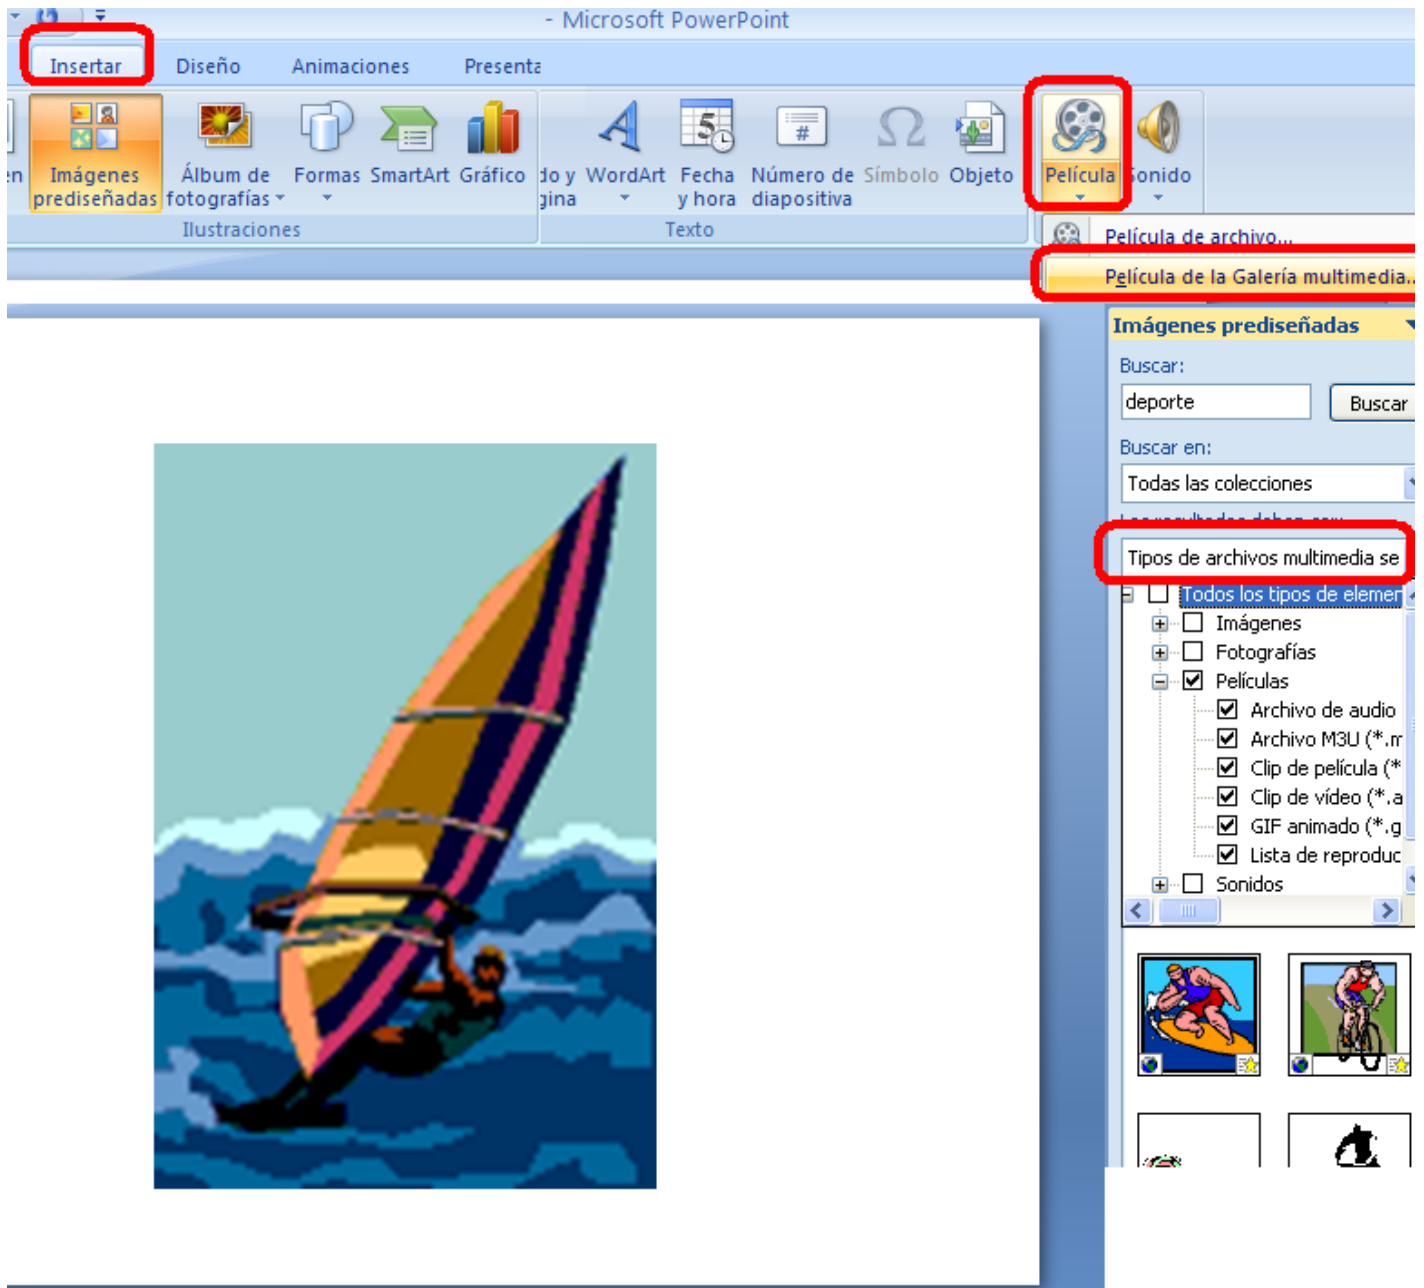 - Microsoft PowerPoint
Insertar Diseño Animaciones Presenta
Imágenes prediseñadas
Álbum de fotografías
Formas
SmartArt
Gráfico
do y
gina
WordArt
Fecha y hora
Número de diapositiva
Símbolo
Objeto
Película
Sonido
Ilustraciones
Texto
Película de archivo...
Película de la Galería multimedia..
Imágenes prediseñadas
Buscar:
deporte
Buscar
Buscar en:
Todas las colecciones
Tipos de archivos multimedia se
Todos los tipos de elemen
Imágenes
Fotografías
Películas
Archivo de audio
Archivo M3U (*.m
Clip de película (*
Clip de vídeo (*.a
GIF animado (*.g
Lista de reproduc
Sonidos